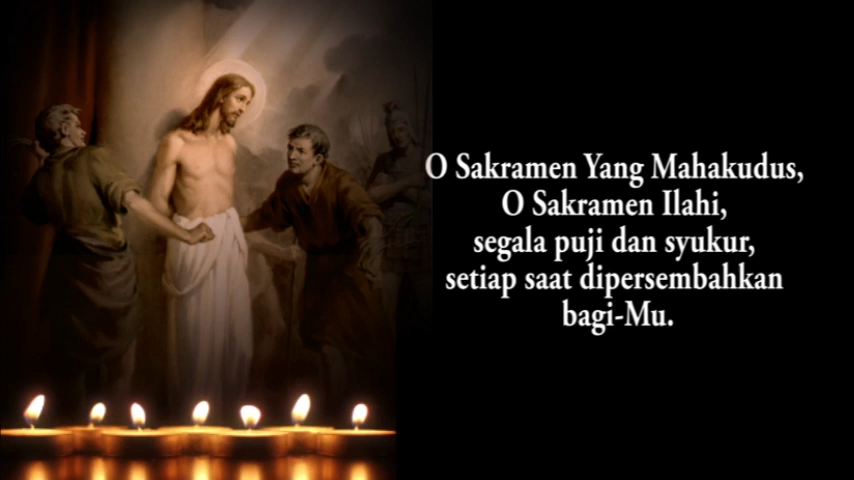 O Sakramen Yang Mahakudus,
O Sakramen Ilahi,
segala puji dan syukur,
setiap saat dipersembahkan
bagi-Mu.